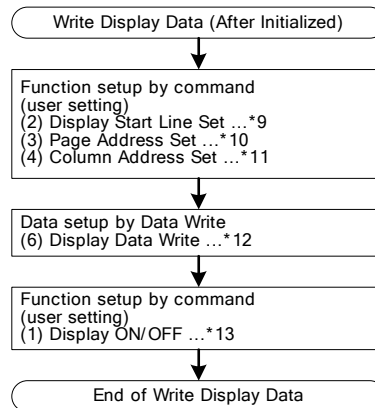 Write Display Data (After Initialized)
Function setup by command
(user setting)
(2) Display Start Line Set ...*9
(3) Page Address Set ...*10
(4) Column Address Set ...*11
Data setup by Data Write
(6) Display Data Write ...*12
Function setup by command
(user setting)
(1) Display ON/OFF ...*13
End of Write Display Data